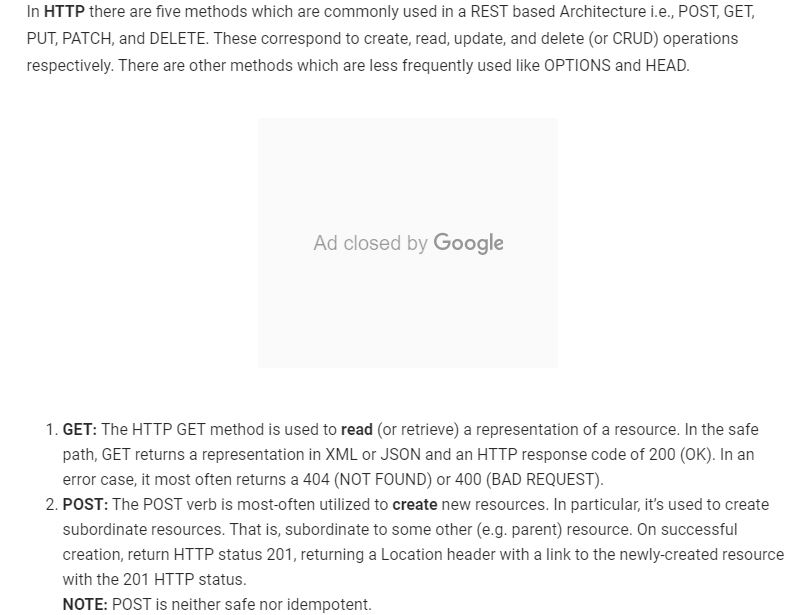 In HTTP there are five methods which are commonly used in a REST based Architecture i.e., POST, GET,
PUT, PATCH, and DELETE. These correspond to create, read, update, and delete (or CRUD) operations
respectively. There are other methods which are less frequently used like OPTIONS and HEAD.
Ad closed by Google
1. GET: The HTTP GET method is used to read (or retrieve) a representation of a resource. In the safe
path, GET returns a representation in XML or JSON and an HTTP response code of 200 (OK). In an
error case, it most often returns a 404 (NOT FOUND) or 400 (BAD REQUEST).
2. POST: The POST verb is most-often utilized to create new resources. In particular, it’s used to create
subordinate resources. That is, subordinate to some other (e.g. parent) resource. On successful
creation, return HTTP status 201, returning a Location header with a link to the newly-created resource
with the 201 HTTP status.
NOTE: POST is neither safe nor idempotent.